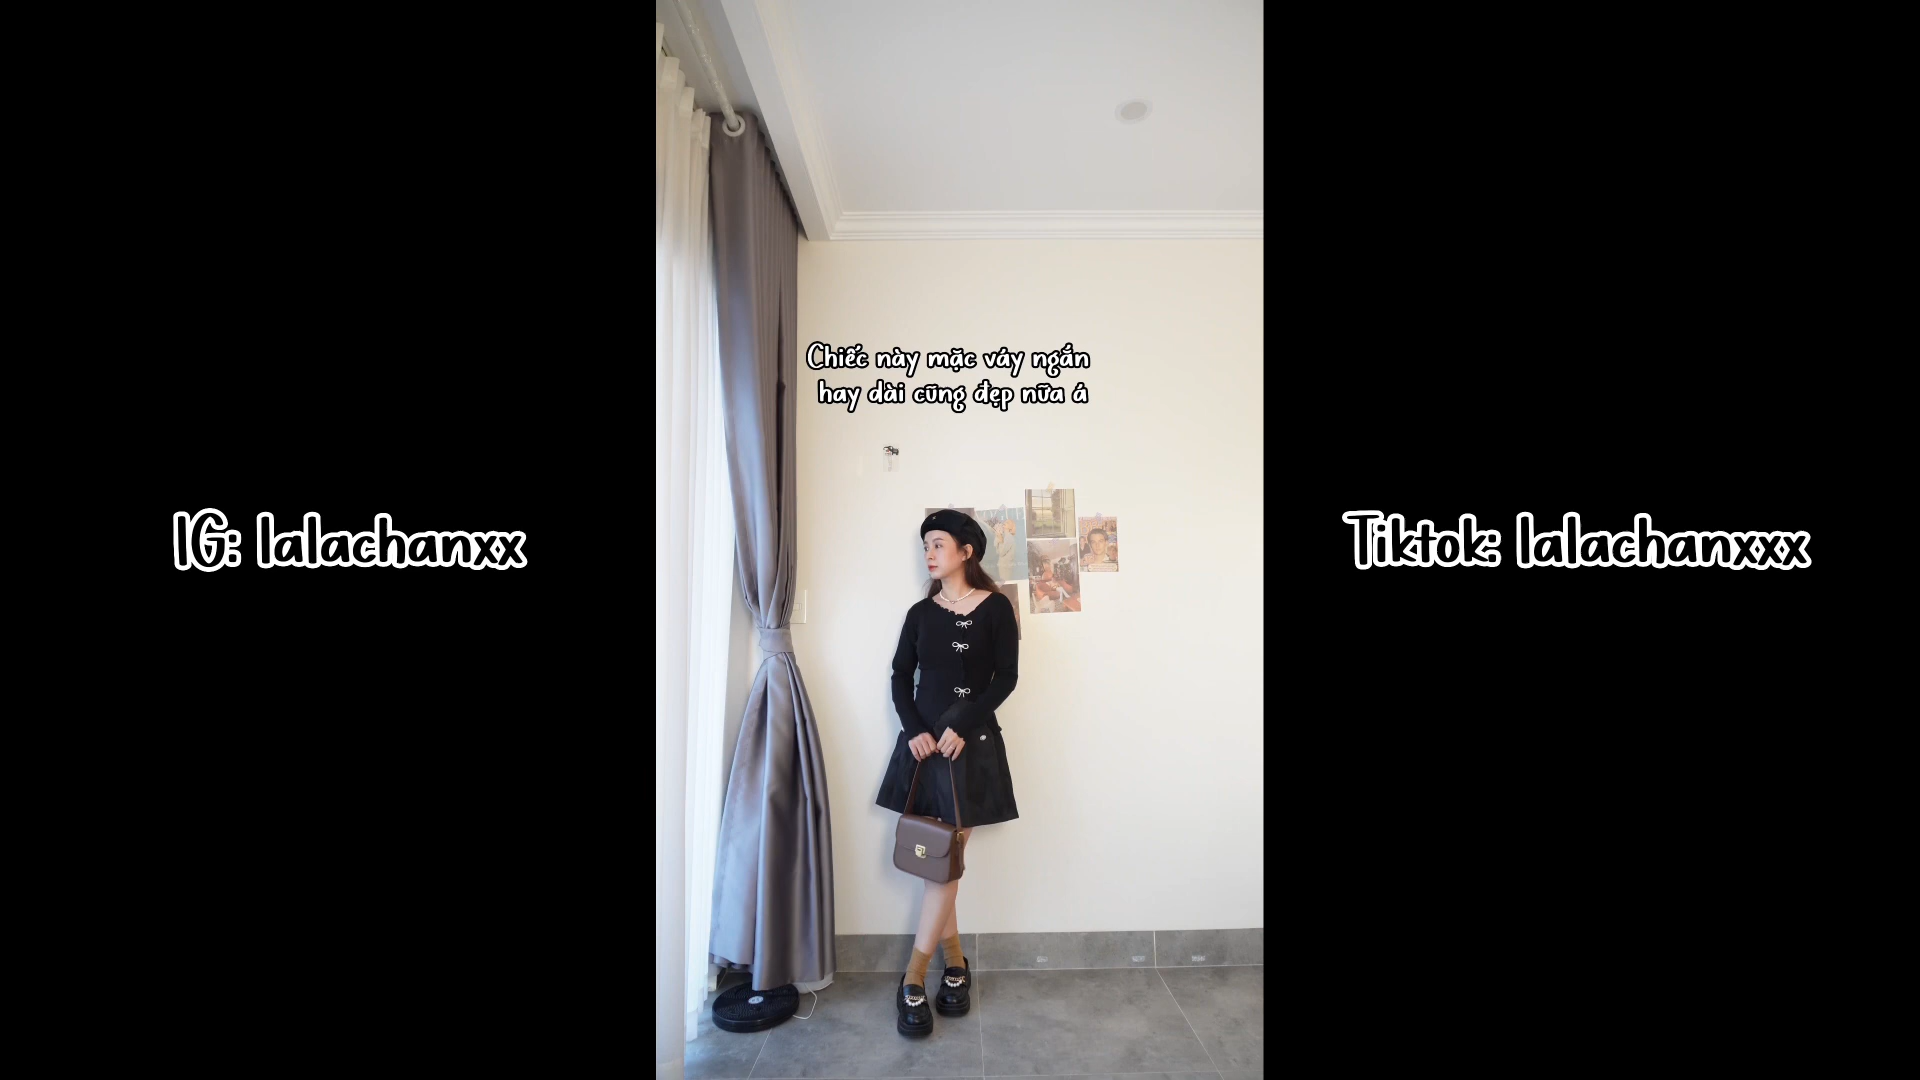 Chiếc này mặc váy ngắn
hay dài cũng đẹp nữa á
IG: lalachanxx
Tiktok: lalachanxxx